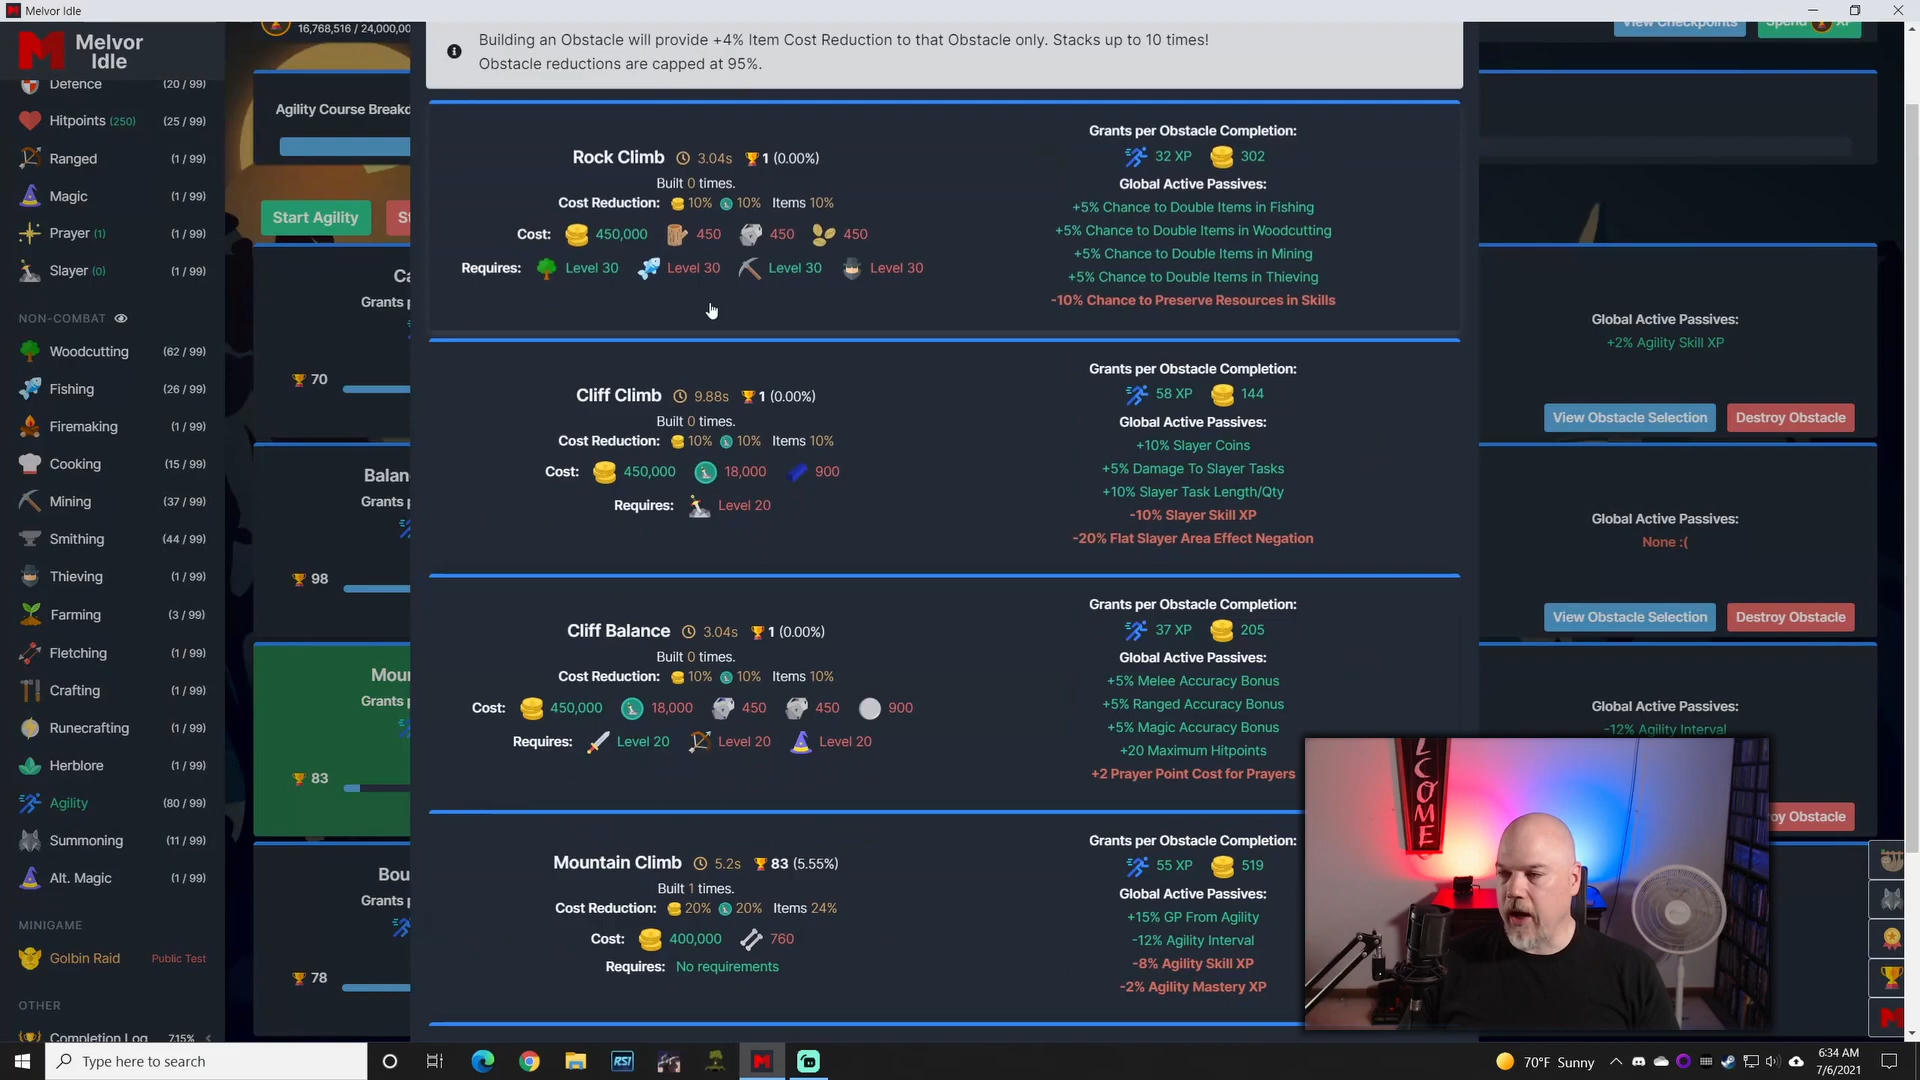 Melvor Idle
Melvor
Idle
Defence (20 / 99)
Hitpoints (250) (25 / 99)
Ranged (1 / 99)
Magic (1 / 99)
Prayer (1) (1 / 99)
Slayer (0) (1 / 99)
NON-COMBAT
Woodcutting (62 / 99)
Fishing (26 / 99)
Firemaking (1 / 99)
Cooking (15 / 99)
Mining (37 / 99)
Smithing (44 / 99)
Thieving (1 / 99)
Farming (3 / 99)
Fletching (1 / 99)
Crafting (1 / 99)
Runecrafting (1 / 99)
Herblore (1 / 99)
Agility (80 / 99)
Summoning (11 / 99)
Alt. Magic (1 / 99)
MINIGAME
Golbin Raid Public Test
OTHER
Completion Log 7.15%
16,768,516 / 24,000,00
Agility Course Breakd
Start Agility St
Ca
Grants p
70
Balan
Grants p
98
Mour
Grants p
83
Bou
Grants p
78
Building an Obstacle will provide +4% Item Cost Reduction to that Obstacle only. Stacks up to 10 times!
Obstacle reductions are capped at 95%.
Rock Climb 3.04s 1 (0.00%)
Built 0 times.
Cost Reduction: 10% 10% Items 10%
Cost: 450,000 450 450 450
Requires: Level 30 Level 30 Level 30 Level 30
Grants per Obstacle Completion:
32 XP 302
Global Active Passives:
+5% Chance to Double Items in Fishing
+5% Chance to Double Items in Woodcutting
+5% Chance to Double Items in Mining
+5% Chance to Double Items in Thieving
-10% Chance to Preserve Resources in Skills
Cliff Climb 9.88s 1 (0.00%)
Built 0 times.
Cost Reduction: 10% 10% Items 10%
Cost: 450,000 18,000 900
Requires: Level 20
Grants per Obstacle Completion:
58 XP 144
Global Active Passives:
+10% Slayer Coins
+5% Damage To Slayer Tasks
+10% Slayer Task Length/Qty
-10% Slayer Skill XP
-20% Flat Slayer Area Effect Negation
Cliff Balance 3.04s 1 (0.00%)
Built 0 times.
Cost Reduction: 10% 10% Items 10%
Cost: 450,000 18,000 450 450 900
Requires: Level 20 Level 20 Level 20
Grants per Obstacle Completion:
37 XP 205
Global Active Passives:
+5% Melee Accuracy Bonus
+5% Ranged Accuracy Bonus
+5% Magic Accuracy Bonus
+20 Maximum Hitpoints
+2 Prayer Point Cost for Prayers
Mountain Climb 5.2s 83 (5.55%)
Built 1 times.
Cost Reduction: 20% 20% Items 24%
Cost: 400,000 760
Requires: No requirements
Grants per Obstacle Completion:
55 XP 519
Global Active Passives:
+15% GP From Agility
-12% Agility Interval
-8% Agility Skill XP
-2% Agility Mastery XP
View Checkpoints Spend XP
Global Active Passives:
+2% Agility Skill XP
View Obstacle Selection Destroy Obstacle
Global Active Passives:
None :(
View Obstacle Selection Destroy Obstacle
Global Active Passives:
-12% Agility Interval
oy Obstacle
LCOME
Type here to search
RSI
70°F Sunny
6:34 AM
7/6/2021